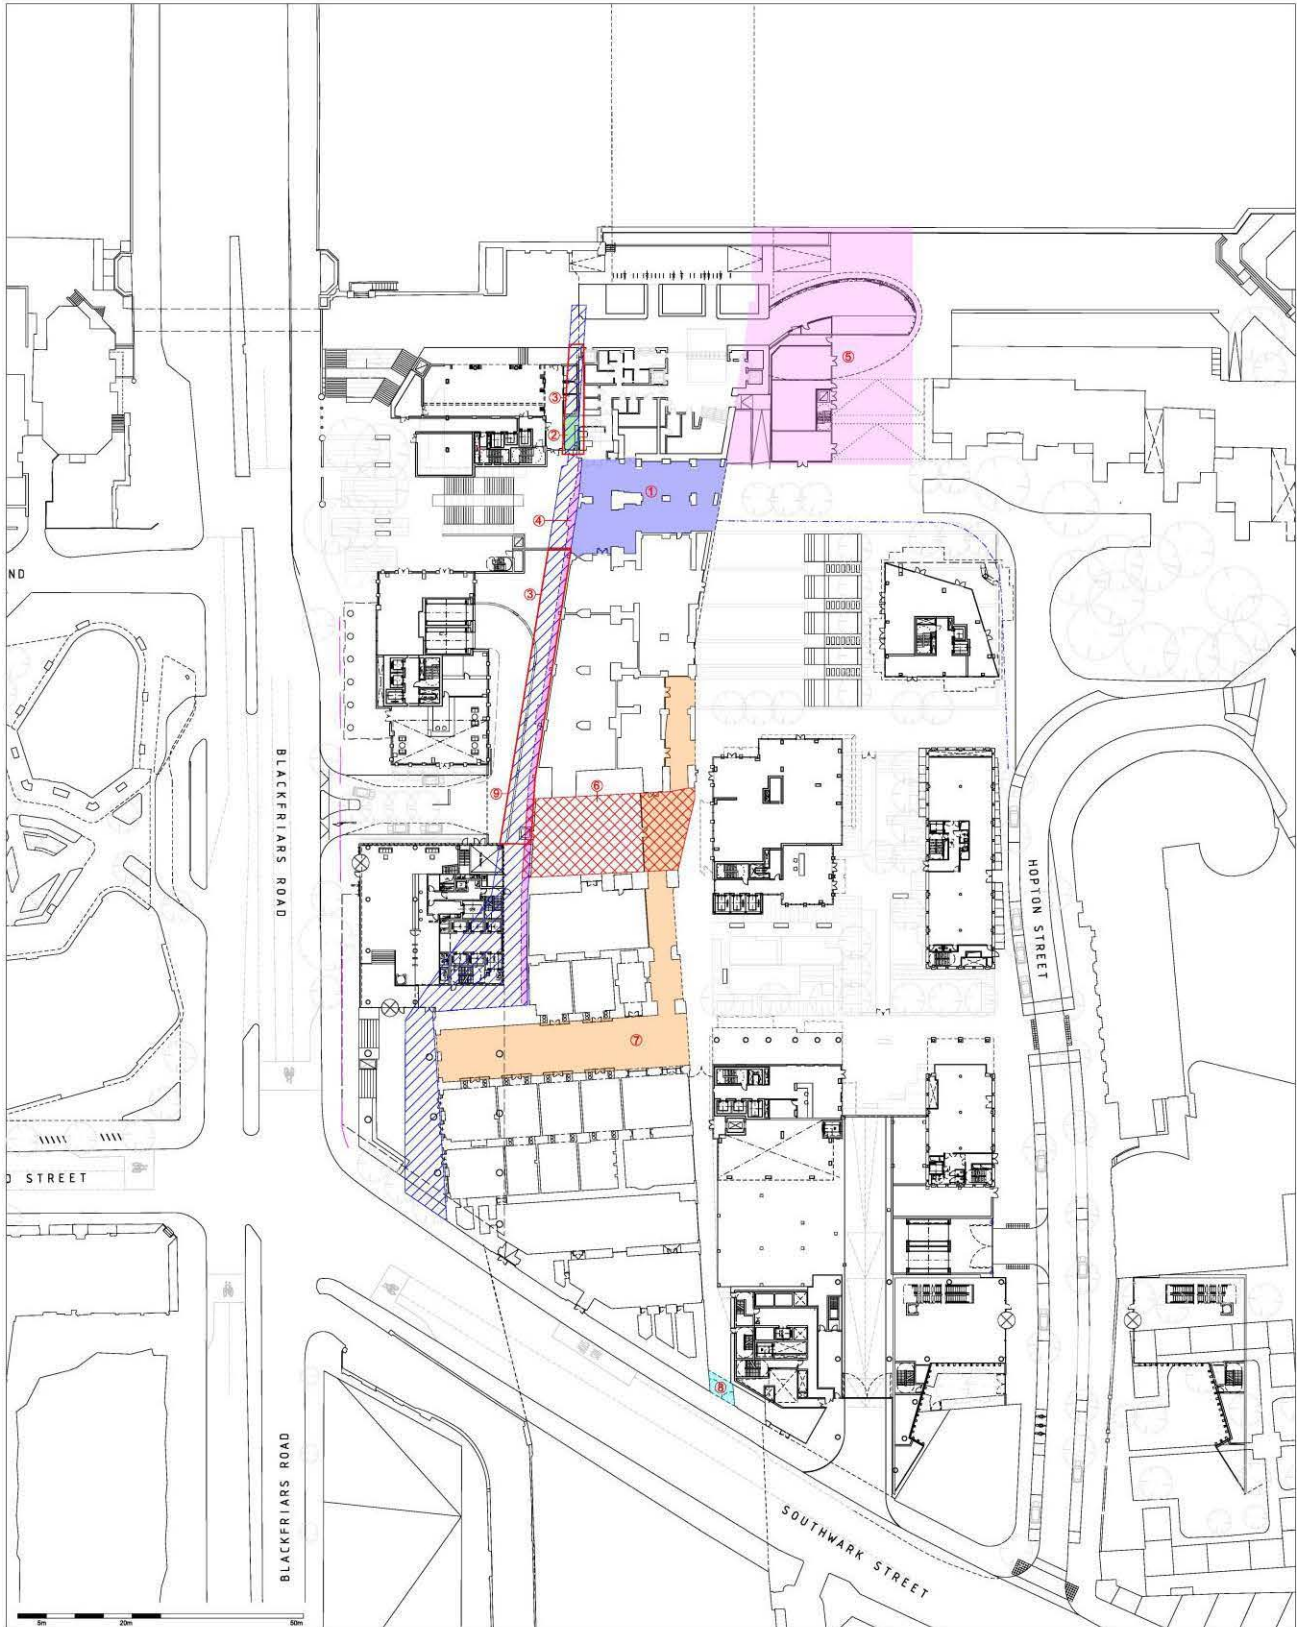 ⑤
③
②
①
④
③
ND
⑥
⑨
BLACKFRIARS ROAD
HOPTON STREET
⑦
D STREET
⑧
BLACKFRIARS ROAD
SOUTHWARK STREET
5m 20m 50m